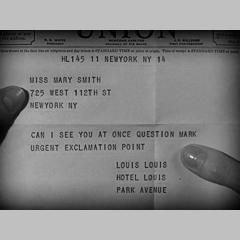 UNION
HL145 11 NEWYORK NY 14
MISS MARY SMITH
725 WEST 112TH ST
NEWYORK NY
CAN I SEE YOU AT ONCE QUESTION MARK
URGENT EXCLAMATION POINT
LOUIS LOUIS
HOTEL LOUIS
PARK AVENUE